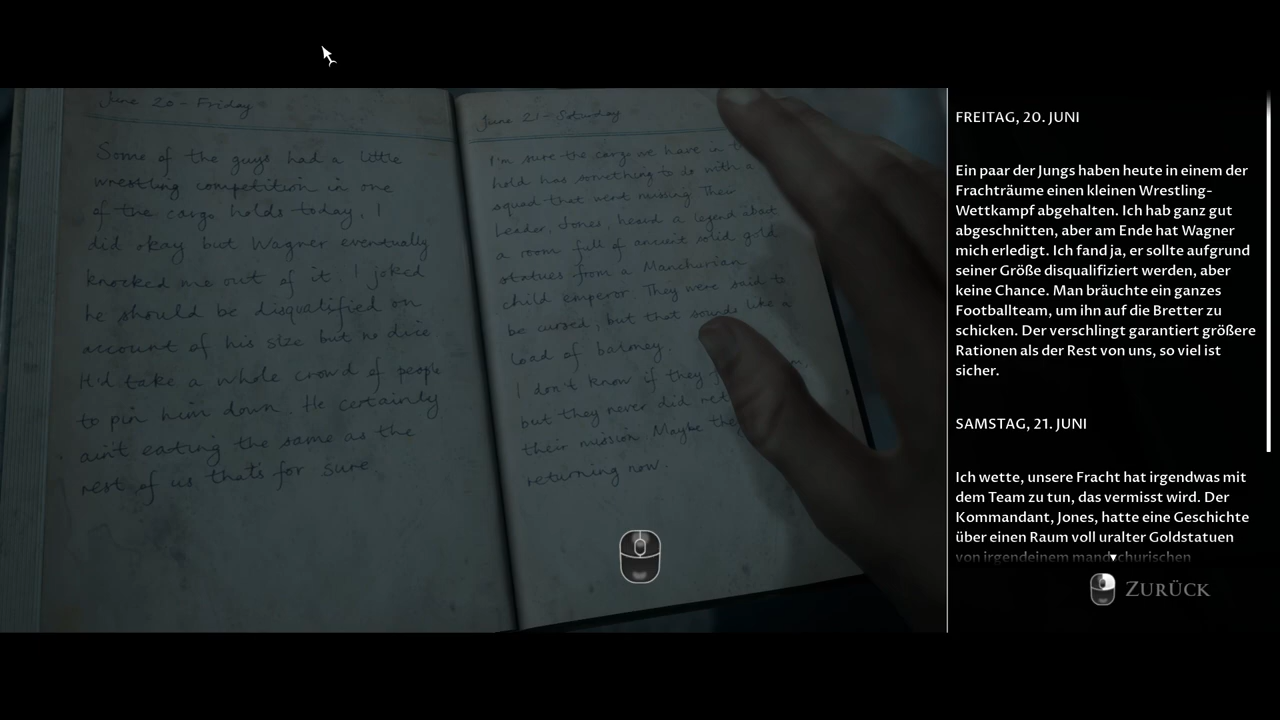 June 20 - Friday
Some of the guys had a little
wrestling competition in one
of the cargo holds today. I
did okay but Wagner eventually
knocked me out of it. I joked
he should be disqualified on
account of his size but no dice
It'd take a whole crowd of people
to pin him down. He certainly
ain't eating the same as the
rest of us that's for sure
June 21 - Saturday
I'm sure the cargo we have in
hold has something to do with a
squad that went missing. Their
leader, Jones, heard a legend about
a room full of ancient solid gold
statues from a Manchurian
child emperor. They were said to
be cursed, but that sounds like a
load of barmey.
I don't know if they
but they never did
their mission. Maybe
returning now.
FREITAG, 20. JUNI
Ein paar der Jungs haben heute in einem der
Frachträume einen kleinen Wrestling-
Wettkampf abgehalten. Ich hab ganz gut
abgeschnitten, aber am Ende hat Wagner
mich erledigt. Ich fand ja, er sollte aufgrund
seiner Größe disqualifiziert werden, aber
keine Chance. Man bräuchte ein ganzes
Footballteam, um ihn auf die Bretter zu
schicken. Der verschlingt garantiert größere
Rationen als der Rest von uns, so viel ist
sicher.
SAMSTAG, 21. JUNI
Ich wette, unsere Fracht hat irgendwas mit
dem Team zu tun, das vermisst wird. Der
Kommandant, Jones, hatte eine Geschichte
über einen Raum voll uralter Goldstatuen
von irgendeinem mandschurischen
ZURÜCK